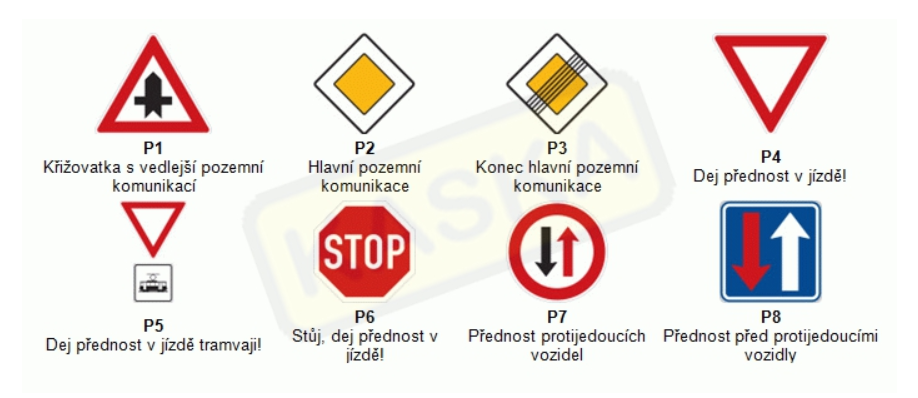 P1
Křižovatka s vedlejší pozemní
komunikací
P2
Hlavní pozemní
komunikace
P3
Konec hlavní pozemní
komunikace
P4
Dej přednost v jízdě!
P5
Dej přednost v jízdě tramvaji!
STOP
P6
Stůj, dej přednost v
jízdě!
P7
Přednost protijedoucích
vozidel
P8
Přednost před protijedoucími
vozidly
KASKA